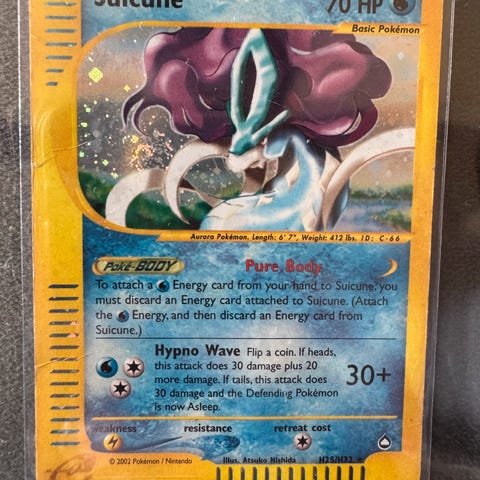 Suicune 70 HP
Basic Pokémon
Aurora Pokémon. Length: 6' 7", Weight: 412 lbs. ID: C-66
Poké-BODY Pure Body
To attach a Energy card from your hand to Suicune, you
must discard an Energy card attached to Suicune. (Attach
the Energy, and then discard an Energy card from
Suicune.)
Hypno Wave Flip a coin. If heads,
this attack does 30 damage plus 20
more damage. If tails, this attack does
30 damage and the Defending Pokémon
is now Asleep.
30+
weakness resistance retreat cost
© 2002 Pokémon / Nintendo Illus. Atsuko Nishida H25/H32